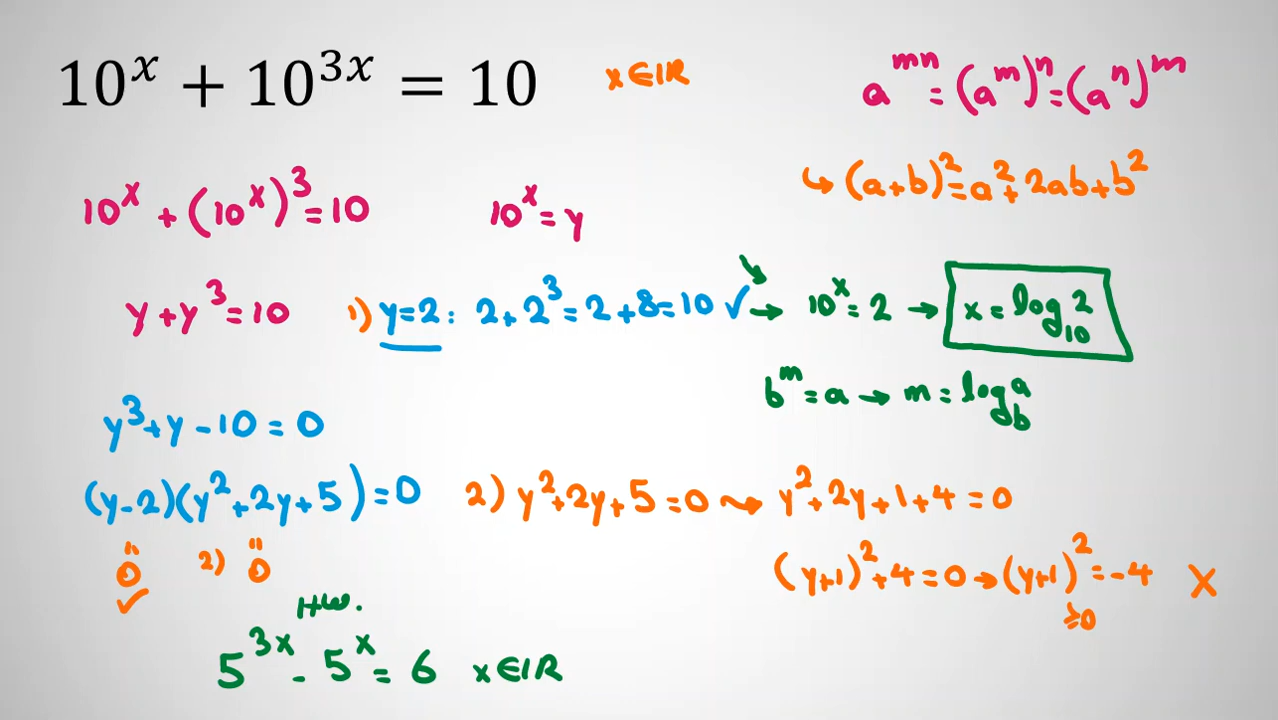 10^x + 10^{3x} = 10
x∈IR
a^{mn} = (a^m)^n = (a^n)^m
↳ (a+b)^2 = a^2 + 2ab + b^2
10^x + (10^x)^3 = 10
10^x = y
y + y^3 = 10
1) y=2 : 2 + 2^3 = 2 + 8 = 10 ✓ → 10^x = 2 → x = log_{10} 2
b^m = a → m = log_b a
y^3 + y - 10 = 0
(y-2)(y^2 + 2y + 5) = 0
2) y^2 + 2y + 5 = 0 ⇝ y^2 + 2y + 1 + 4 = 0
" 2) "
0 0
✓
(y+1)^2 + 4 = 0 → (y+1)^2 = -4 X
≥0
HW.
5^{3x} - 5^x = 6 x∈IR